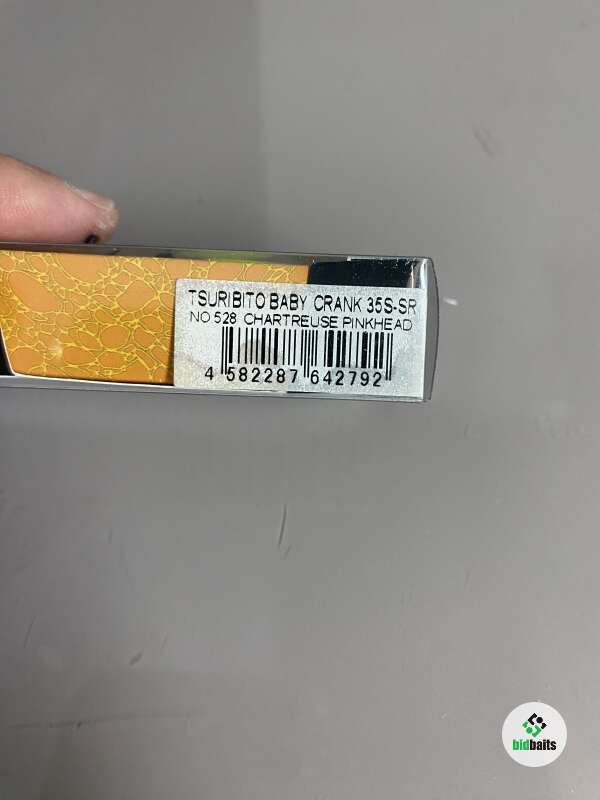 TSURIBITO BABY CRANK 35S-SR
NO 528 CHARTREUSE PINKHEAD
4 582287 642792
bidbaits